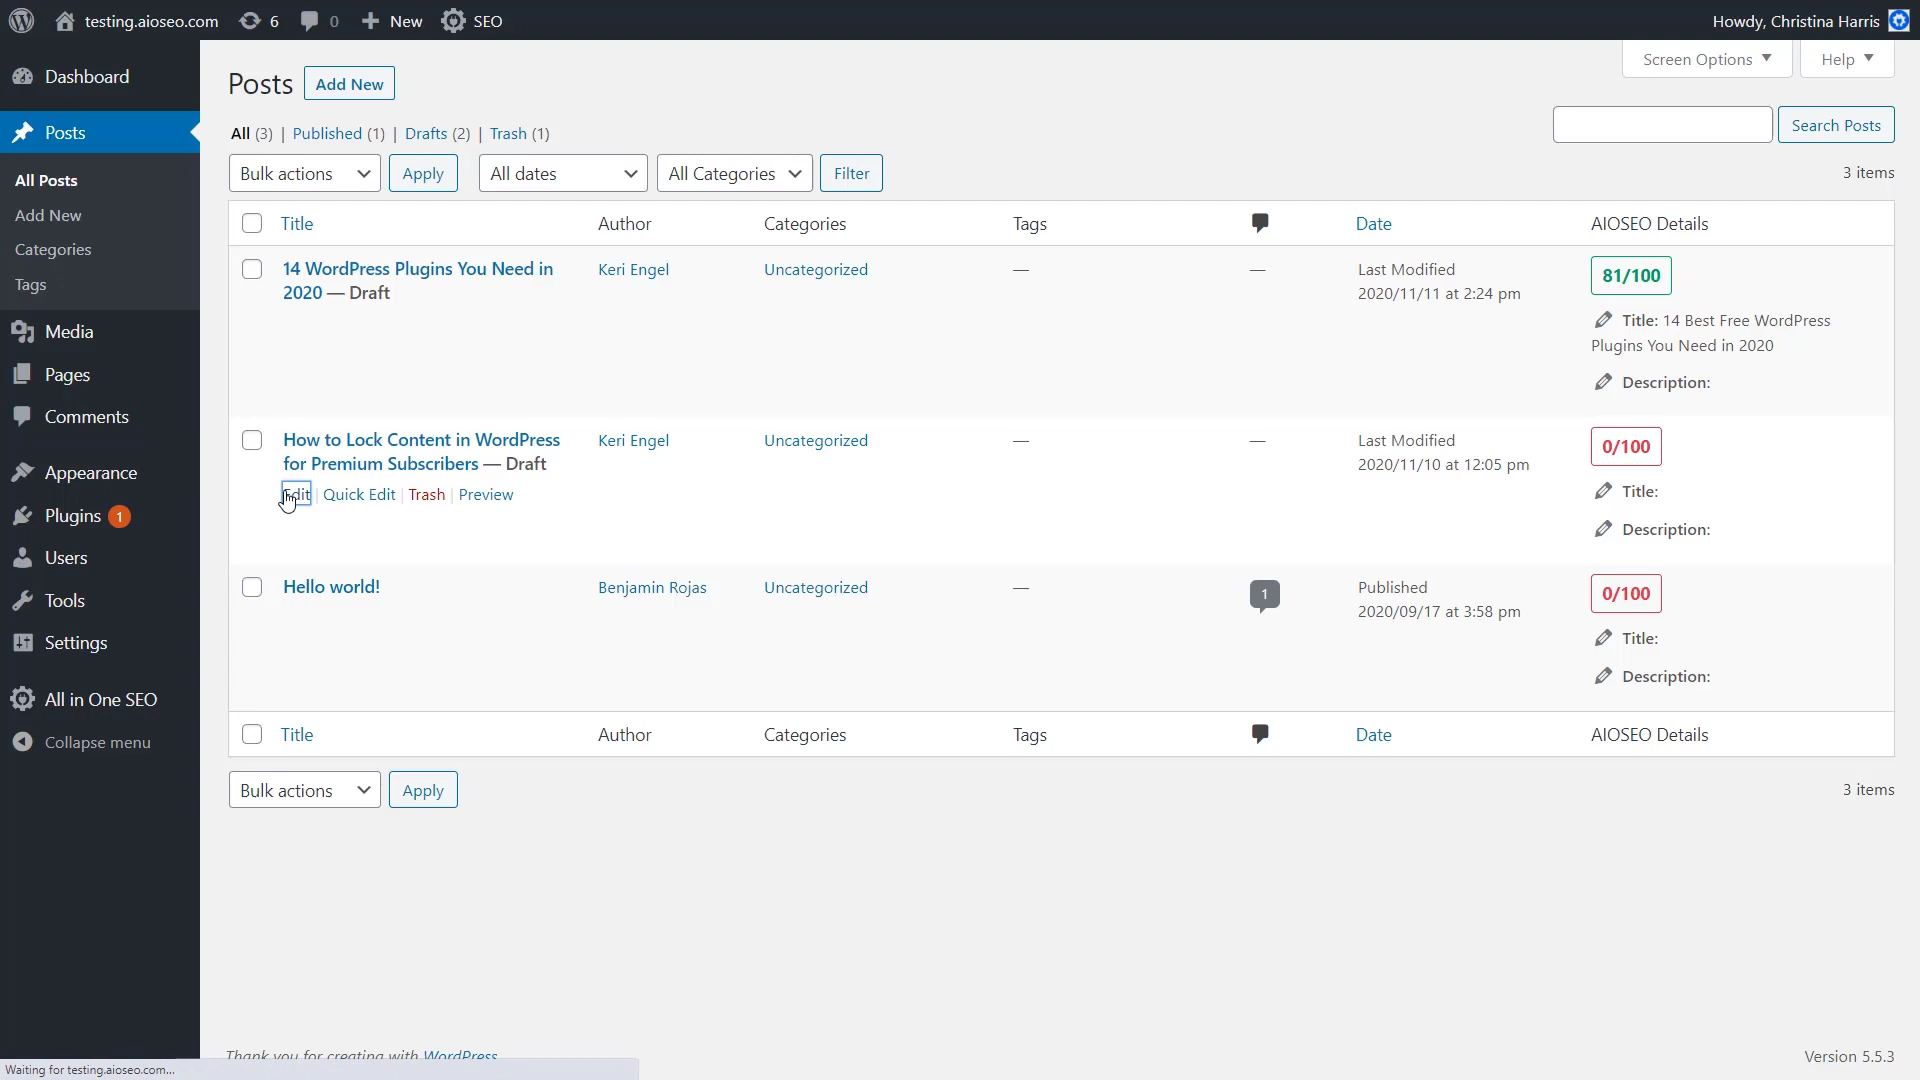 testing.aioseo.com 6 0 New SEO Howdy, Christina Harris
Screen Options Help
Dashboard
Posts
All Posts
Add New
Categories
Tags
Media
Pages
Comments
Appearance
Plugins 1
Users
Tools
Settings
All in One SEO
Collapse menu
Posts Add New
All (3) | Published (1) | Drafts (2) | Trash (1)
Search Posts
Bulk actions Apply All dates All Categories Filter 3 items
Title Author Categories Tags Date AIOSEO Details
14 WordPress Plugins You Need in
2020 — Draft
Keri Engel Uncategorized — —
Last Modified
2020/11/11 at 2:24 pm
81/100
Title: 14 Best Free WordPress
Plugins You Need in 2020
Description:
How to Lock Content in WordPress
for Premium Subscribers — Draft
Edit | Quick Edit | Trash | Preview
Keri Engel Uncategorized — —
Last Modified
2020/11/10 at 12:05 pm
0/100
Title:
Description:
Hello world!
Benjamin Rojas Uncategorized — 1
Published
2020/09/17 at 3:58 pm
0/100
Title:
Description:
Title Author Categories Tags Date AIOSEO Details
Bulk actions Apply 3 items
Thank you for creating with WordPress Version 5.5.3
Waiting for testing.aioseo.com...